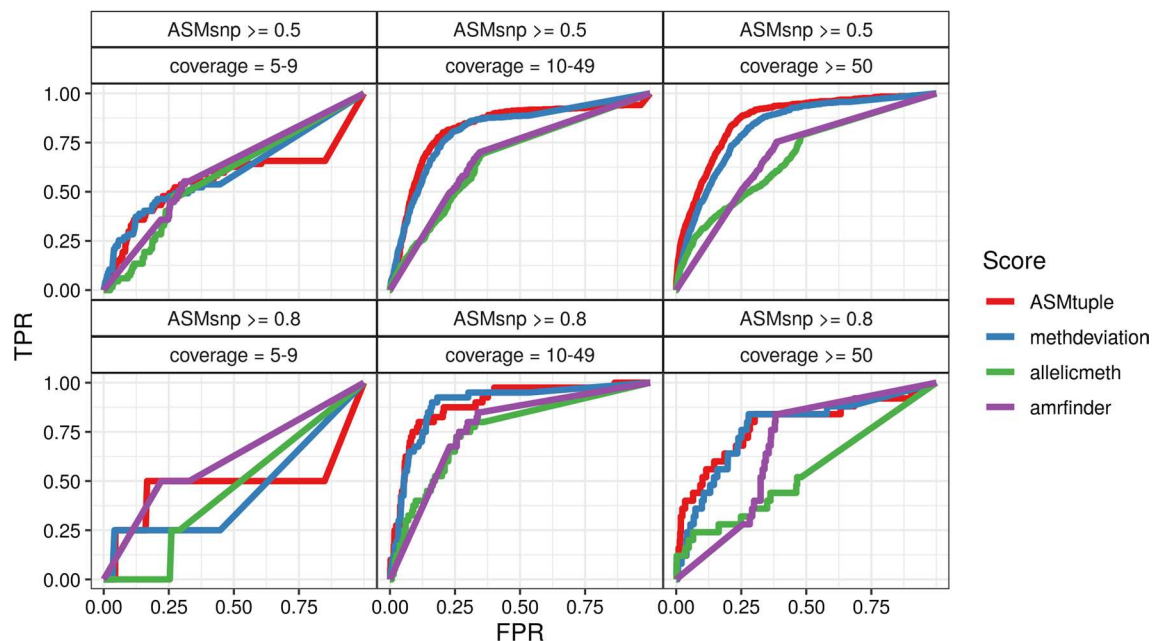 ASMsnp >= 0.5 ASMsnp >= 0.5 ASMsnp >= 0.5
coverage = 5-9 coverage = 10-49 coverage >= 50
1.00
0.75
0.50
0.25
0.00
ASMsnp >= 0.8 ASMsnp >= 0.8 ASMsnp >= 0.8
coverage = 5-9 coverage = 10-49 coverage >= 50
1.00
0.75
0.50
0.25
0.00
0.00 0.25 0.50 0.75 0.00 0.25 0.50 0.75 0.00 0.25 0.50 0.75
FPR
TPR
Score
ASMtuple
methdeviation
allelicmeth
amrfinder